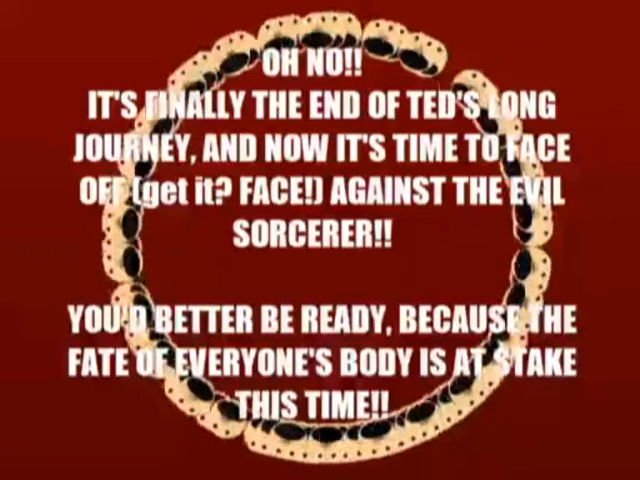 OH NO!!
IT'S FINALLY THE END OF TED'S LONG
JOURNEY, AND NOW IT'S TIME TO FACE
OFF (get it? FACE!) AGAINST THE EVIL
SORCERER!!
YOU'D BETTER BE READY, BECAUSE THE
FATE OF EVERYONE'S BODY IS AT STAKE
THIS TIME!!